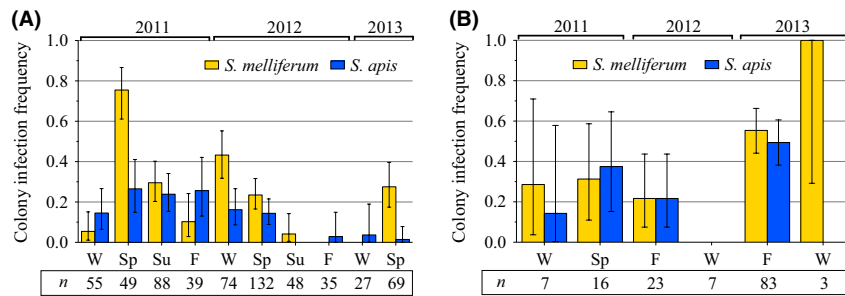 (A)
2011 2012 2013
Colony infection frequency
1.0
0.8
0.6
0.4
0.2
0.0
S. melliferum S. apis
W Sp Su F W Sp Su F W Sp
n 55 49 88 39 74 132 48 35 27 69
(B)
2011 2012 2013
Colony infection frequency
1.0
0.8
0.6
0.4
0.2
0.0
S. melliferum S. apis
W Sp F W F W
n 7 16 23 7 83 3